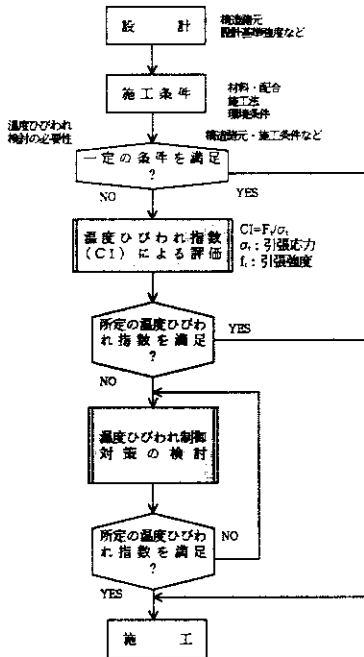 設計
構造諸元
設計基準強度など
施工条件
材料・配合
施工法
環境条件
温度ひびわれ
検討の必要性
構造諸元・施工条件など
一定の条件を満足
?
NO
YES
温度ひびわれ指数
(CI)による評価
CI=Ft/σt
σt:引張応力
ft:引張強度
所定の温度ひびわ
れ指数を満足
?
YES
NO
温度ひびわれ制御
対策の検討
所定の温度ひびわ
れ指数を満足
?
NO
YES
施工